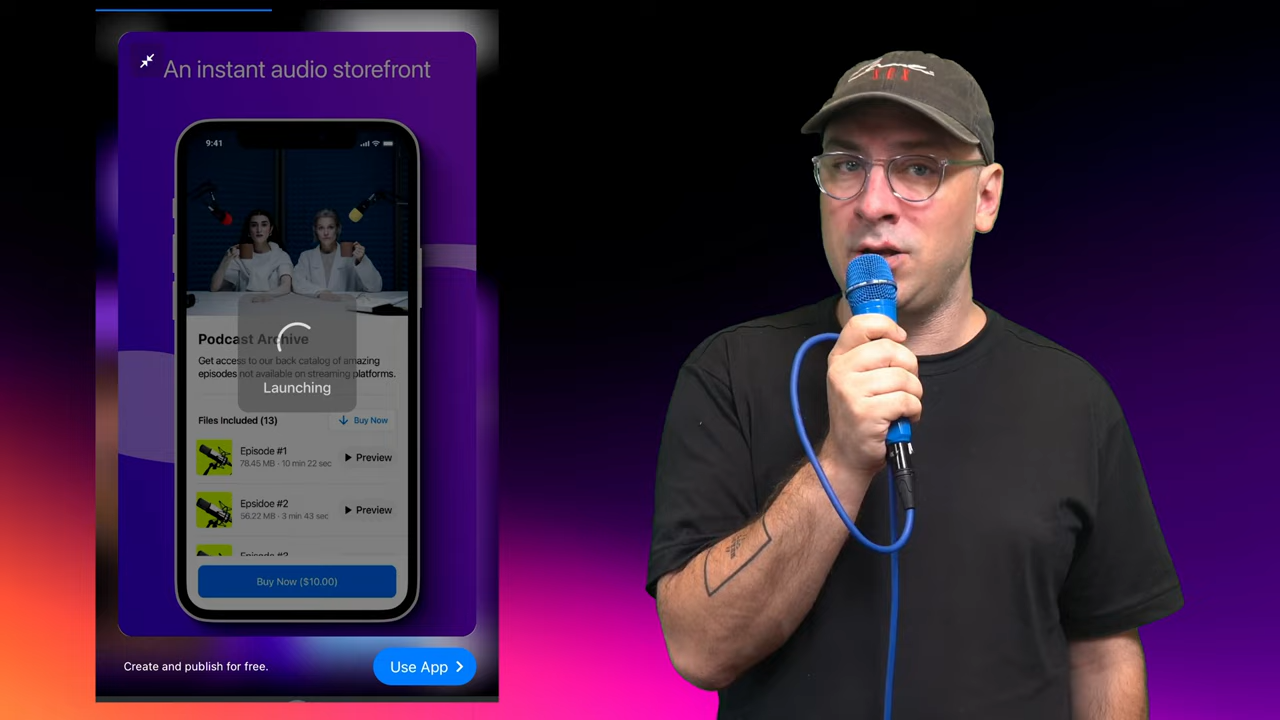 An instant audio storefront
9:41
Podcast Archive
Get access to our back catalog of amazing
episodes not available on streaming platforms.
Launching
Files Included (13)
Buy Now
Episode #1
78.45 MB · 10 min 22 sec
Preview
Epsidoe #2
56.22 MB · 3 min 43 sec
Preview
Buy Now ($10.00)
Create and publish for free.
Use App